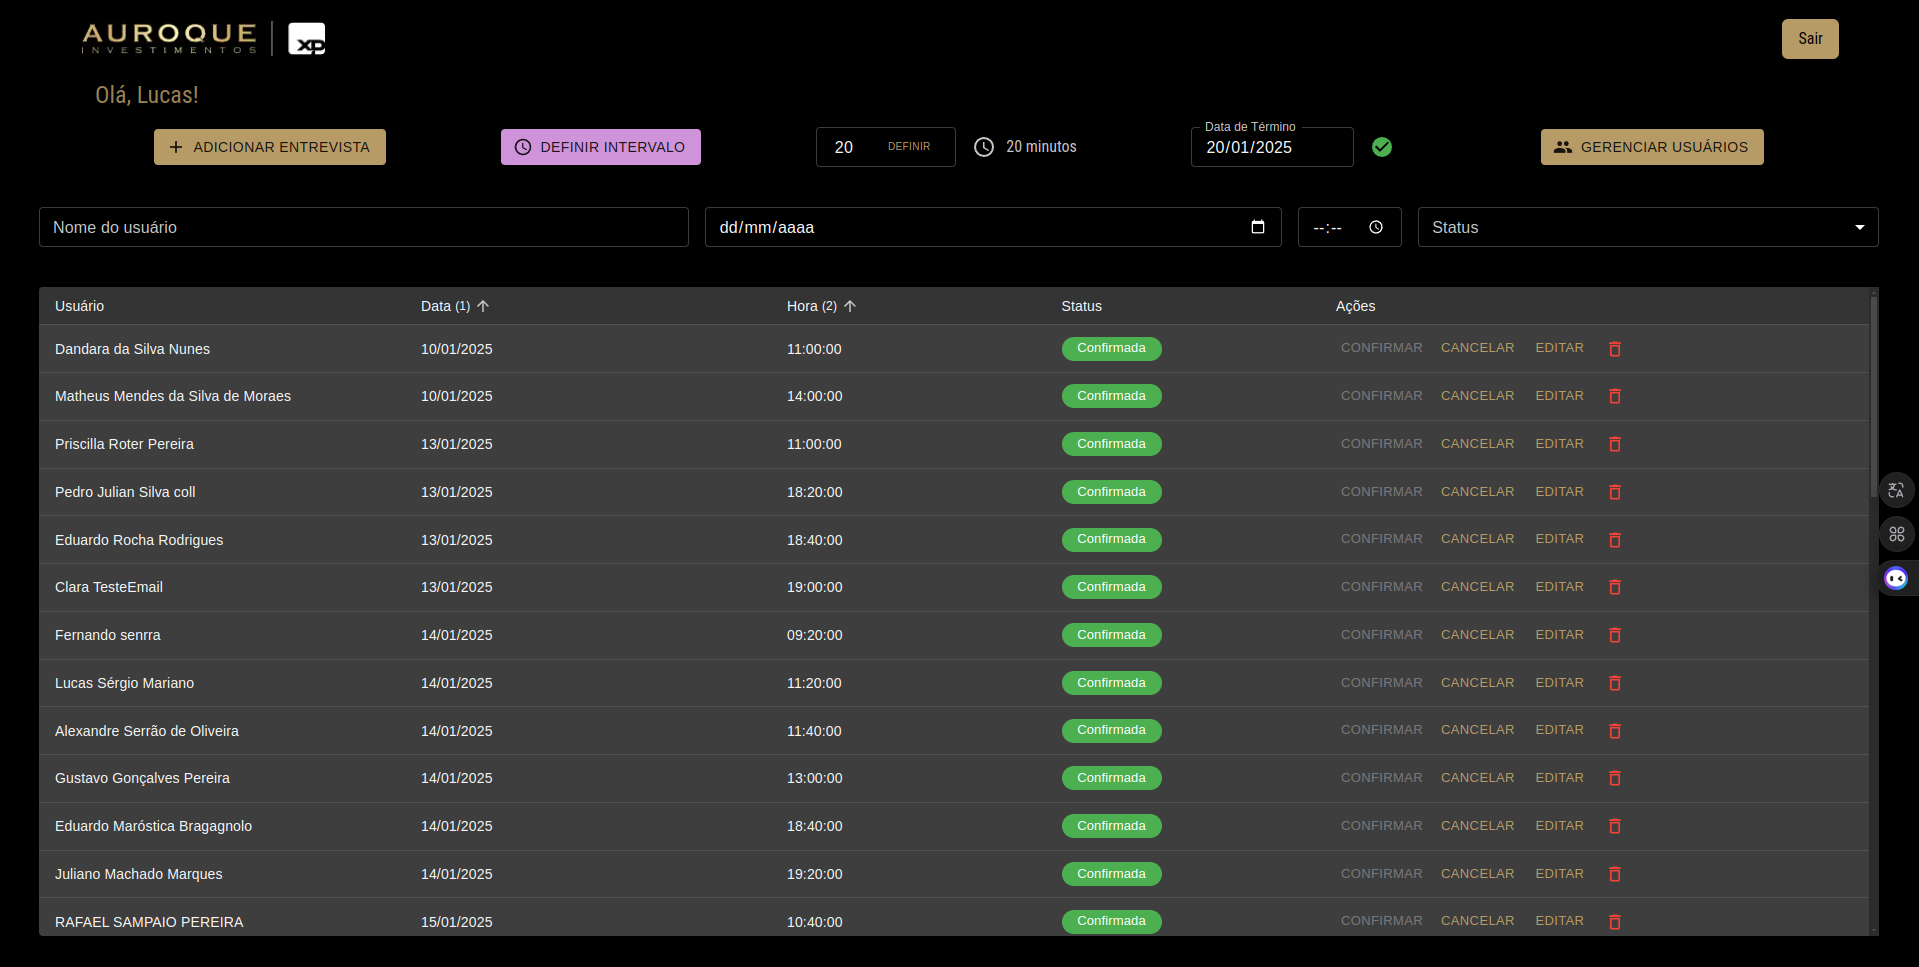 AUROQUE
INVESTIMENTOS
xp
Sair
Olá, Lucas!
ADICIONAR ENTREVISTA
DEFINIR INTERVALO
20 DEFINIR
20 minutos
Data de Término
20/01/2025
GERENCIAR USUÁRIOS
Nome do usuário
dd/mm/aaaa
--:--
Status
Usuário Data (1) Hora (2) Status Ações
Dandara da Silva Nunes 10/01/2025 11:00:00 Confirmada CONFIRMAR CANCELAR EDITAR
Matheus Mendes da Silva de Moraes 10/01/2025 14:00:00 Confirmada CONFIRMAR CANCELAR EDITAR
Priscilla Roter Pereira 13/01/2025 11:00:00 Confirmada CONFIRMAR CANCELAR EDITAR
Pedro Julian Silva coll 13/01/2025 18:20:00 Confirmada CONFIRMAR CANCELAR EDITAR
Eduardo Rocha Rodrigues 13/01/2025 18:40:00 Confirmada CONFIRMAR CANCELAR EDITAR
Clara TesteEmail 13/01/2025 19:00:00 Confirmada CONFIRMAR CANCELAR EDITAR
Fernando senrra 14/01/2025 09:20:00 Confirmada CONFIRMAR CANCELAR EDITAR
Lucas Sérgio Mariano 14/01/2025 11:20:00 Confirmada CONFIRMAR CANCELAR EDITAR
Alexandre Serrão de Oliveira 14/01/2025 11:40:00 Confirmada CONFIRMAR CANCELAR EDITAR
Gustavo Gonçalves Pereira 14/01/2025 13:00:00 Confirmada CONFIRMAR CANCELAR EDITAR
Eduardo Maróstica Bragagnolo 14/01/2025 18:40:00 Confirmada CONFIRMAR CANCELAR EDITAR
Juliano Machado Marques 14/01/2025 19:20:00 Confirmada CONFIRMAR CANCELAR EDITAR
RAFAEL SAMPAIO PEREIRA 15/01/2025 10:40:00 Confirmada CONFIRMAR CANCELAR EDITAR